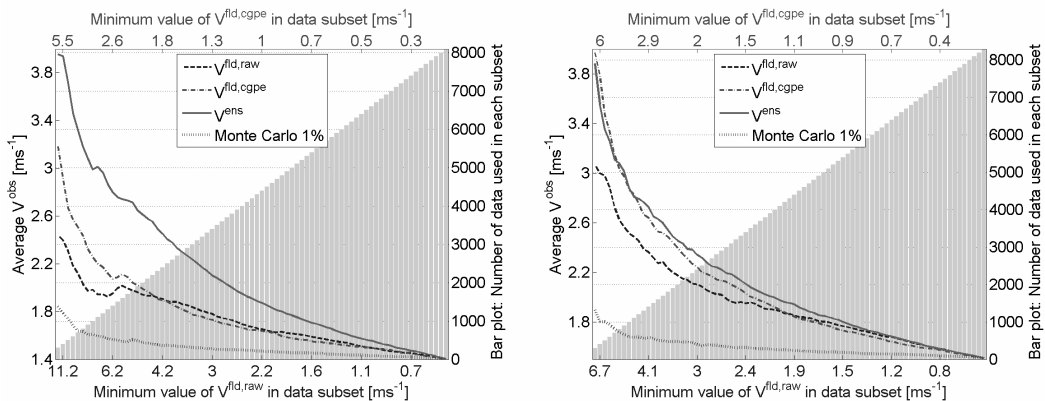 Minimum value of V^fld,cgpe in data subset [ms^-1]
5.5 2.6 1.8 1.3 1 0.7 0.5 0.3
3.8
3.4
3
2.6
2.2
1.8
1.4
Average V^obs [ms^-1]
V^fld,raw
V^fld,cgpe
V^ens
Monte Carlo 1%
8000
7000
6000
5000
4000
3000
2000
1000
0
Bar plot: Number of data used in each subset
11.2 6.2 4.2 3 2.2 1.6 1.1 0.7
Minimum value of V^fld,raw in data subset [ms^-1]
Minimum value of V^fld,cgpe in data subset [ms^-1]
6 2.9 2 1.5 1.1 0.9 0.7 0.4
3.8
3.4
3
2.6
2.2
1.8
Average V^obs [ms^-1]
V^fld,raw
V^fld,cgpe
V^ens
Monte Carlo 1%
8000
7000
6000
5000
4000
3000
2000
1000
0
Bar plot: Number of data used in each subset
6.7 4.1 3 2.4 1.9 1.5 1.2 0.8
Minimum value of V^fld,raw in data subset [ms^-1]